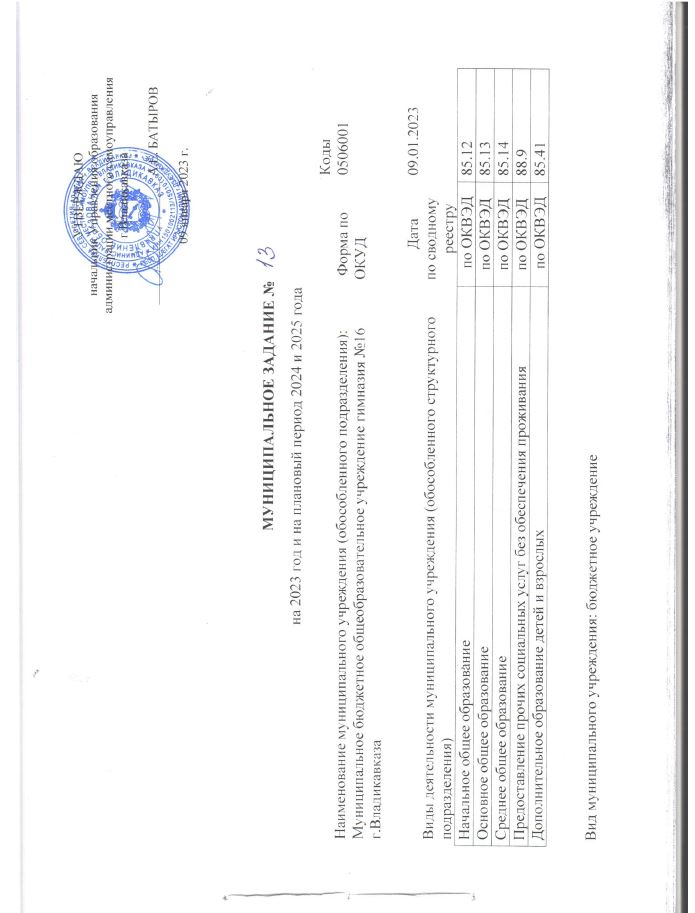 УТВЕРЖДАЮ
начальник Управления образования
администрации местного самоуправления
г.Владикавказа
БАТЫРОВ
09 января 2023 г.
МУНИЦИПАЛЬНОЕ ЗАДАНИЕ № 13
на 2023 год и на плановый период 2024 и 2025 года
Коды
Наименование муниципального учреждения (обособленного подразделения): Форма по 0506001
Муниципальное бюджетное общеобразовательное учреждение гимназия №16 ОКУД
г.Владикавказа
Дата 09.01.2023
Виды деятельности муниципального учреждения (обособленного структурного по сводному
подразделения) реестру
Начальное общее образование по ОКВЭД 85.12
Основное общее образование по ОКВЭД 85.13
Среднее общее образование по ОКВЭД 85.14
Предоставление прочих социальных услуг без обеспечения проживания по ОКВЭД 88.9
Дополнительное образование детей и взрослых по ОКВЭД 85.41
Вид муниципального учреждения: бюджетное учреждение